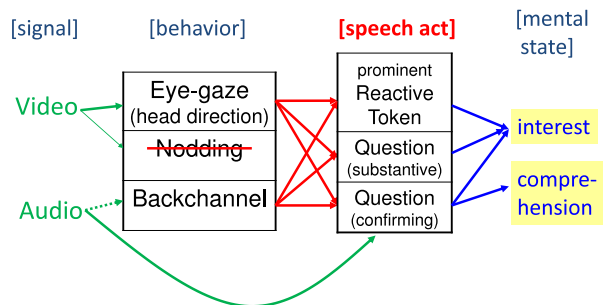 [signal]
[behavior]
[speech act]
[mental
state]
Video
Audio
Eye-gaze
(head direction)
Nodding
Backchannel
prominent
Reactive
Token
Question
(substantive)
Question
(confirming)
interest
compre-
hension